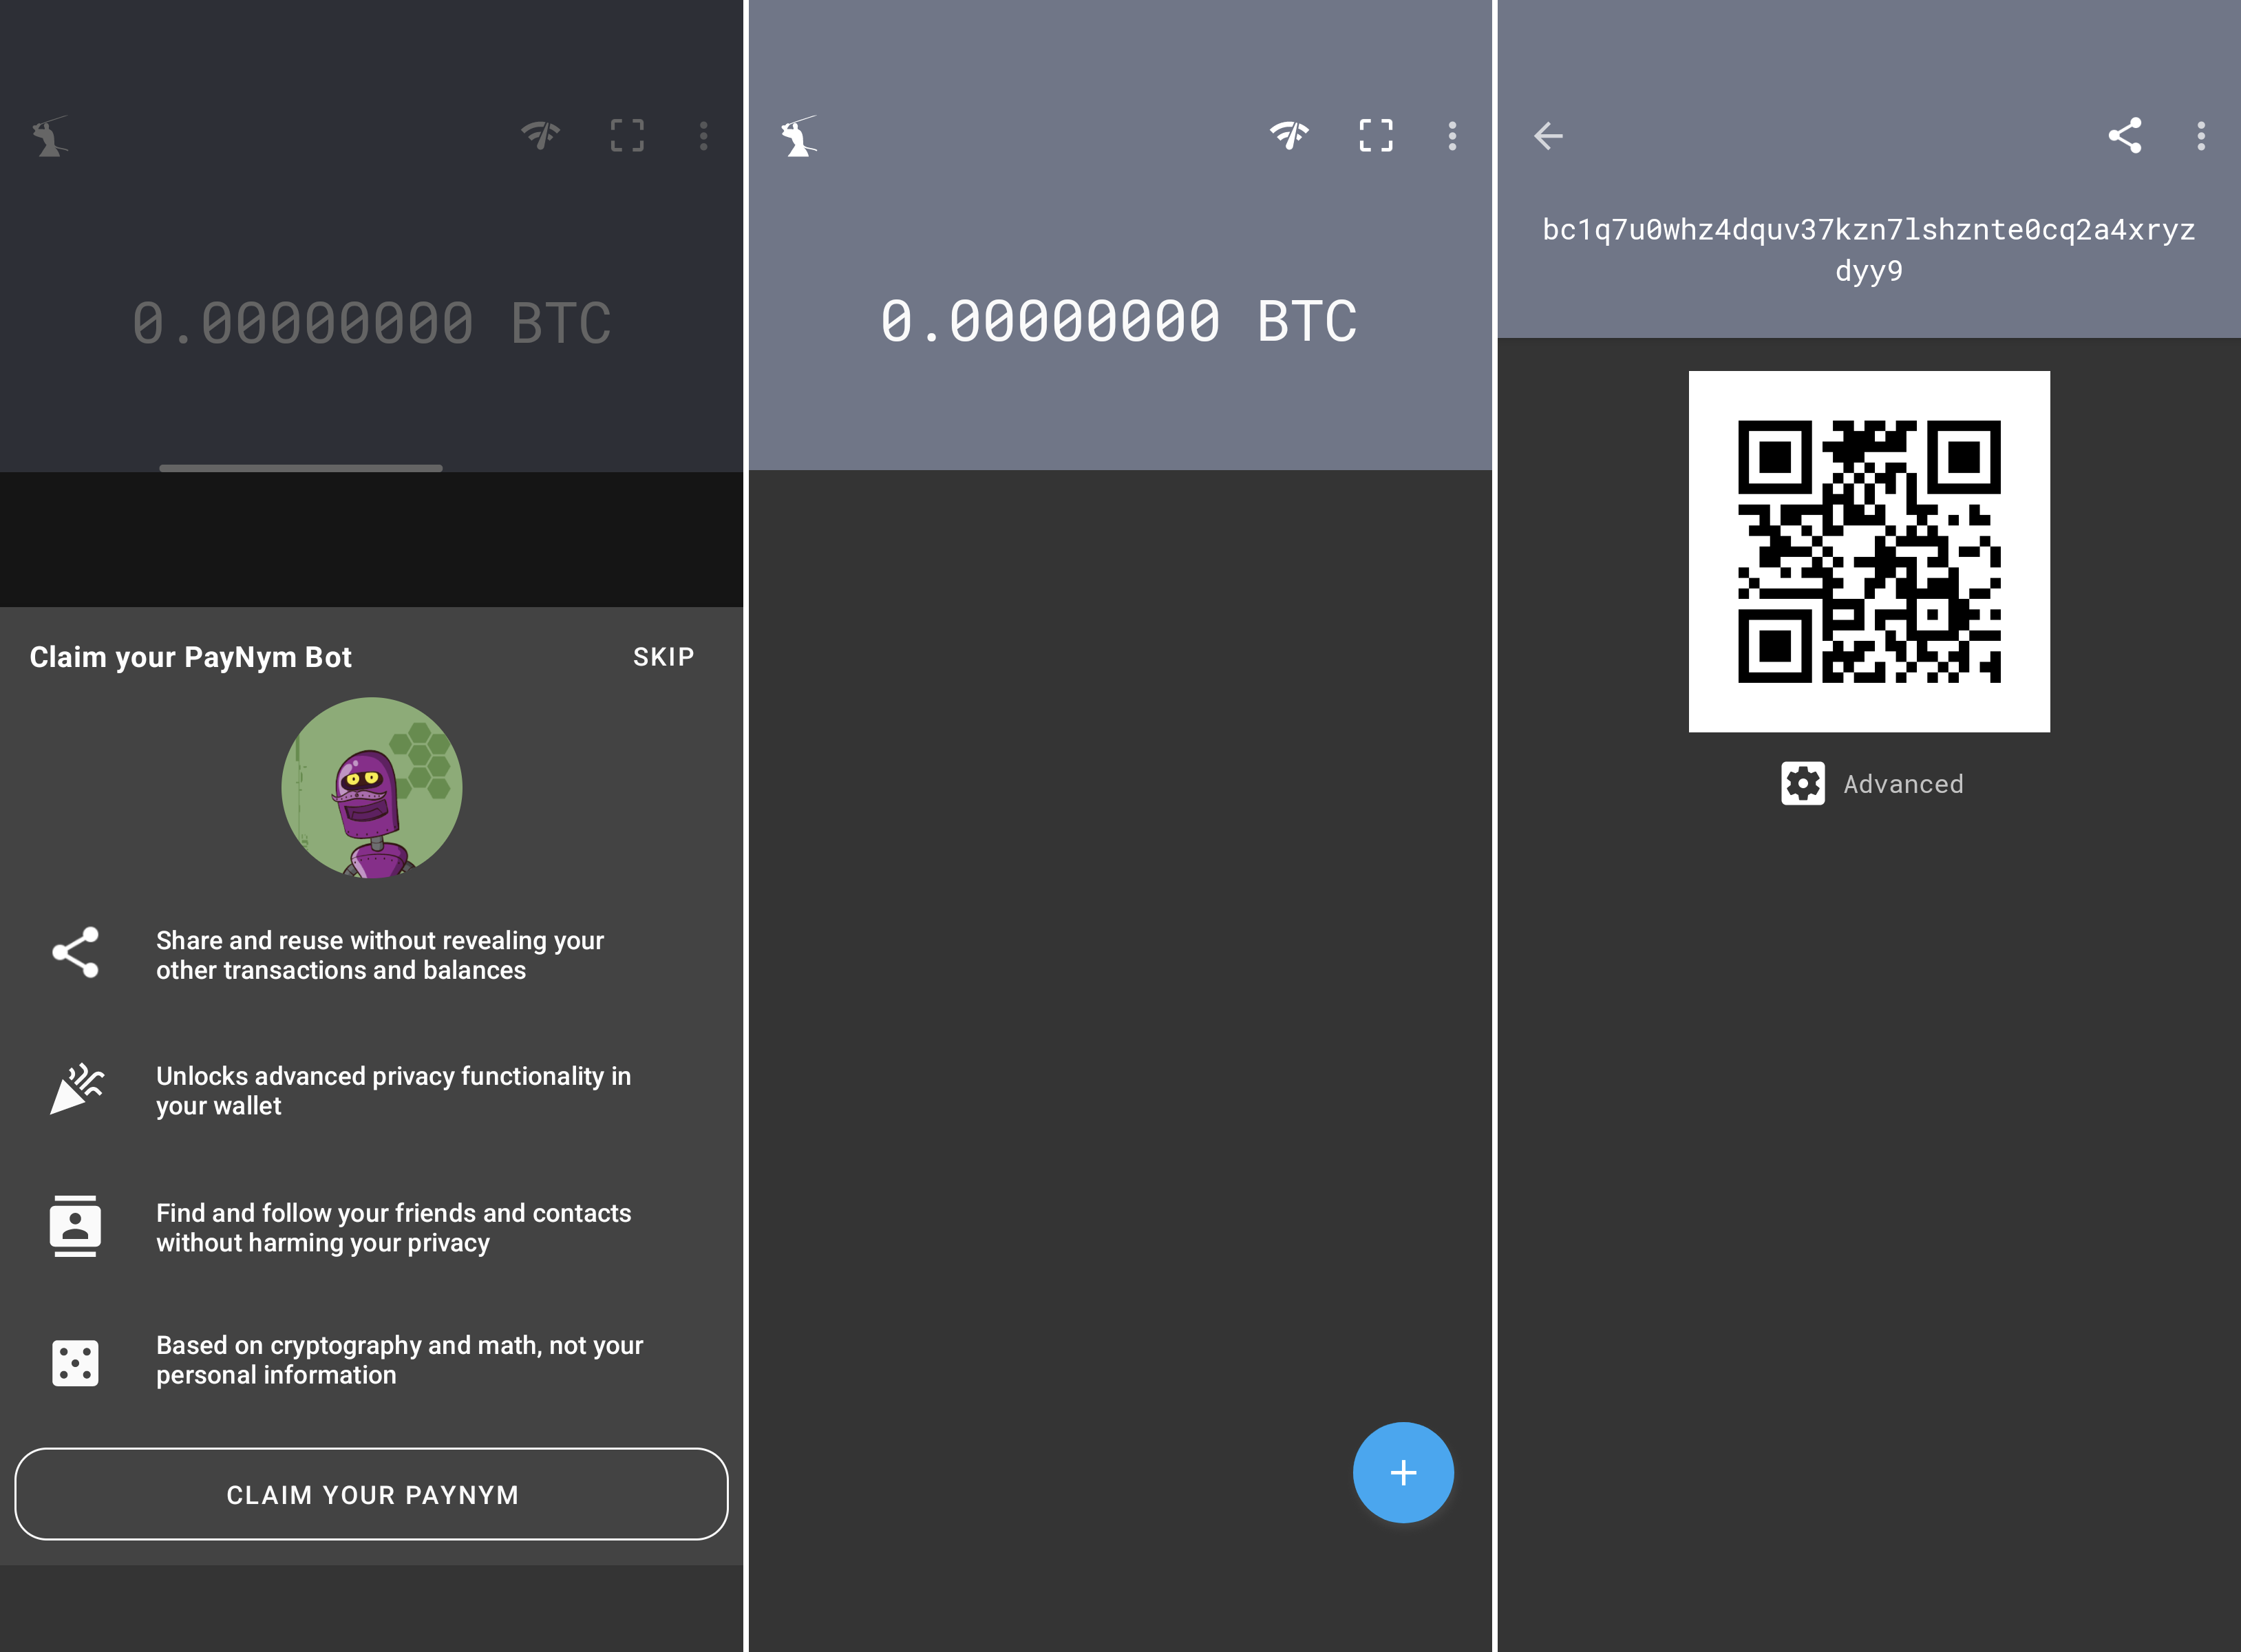 0.00000000 BTC
Claim your PayNym Bot
SKIP
Share and reuse without revealing your
other transactions and balances
Unlocks advanced privacy functionality in
your wallet
Find and follow your friends and contacts
without harming your privacy
Based on cryptography and math, not your
personal information
CLAIM YOUR PAYNYM
0.00000000 BTC
bc1q7u0whz4dquv37kzn7lshznte0cq2a4xryz
dyy9
Advanced